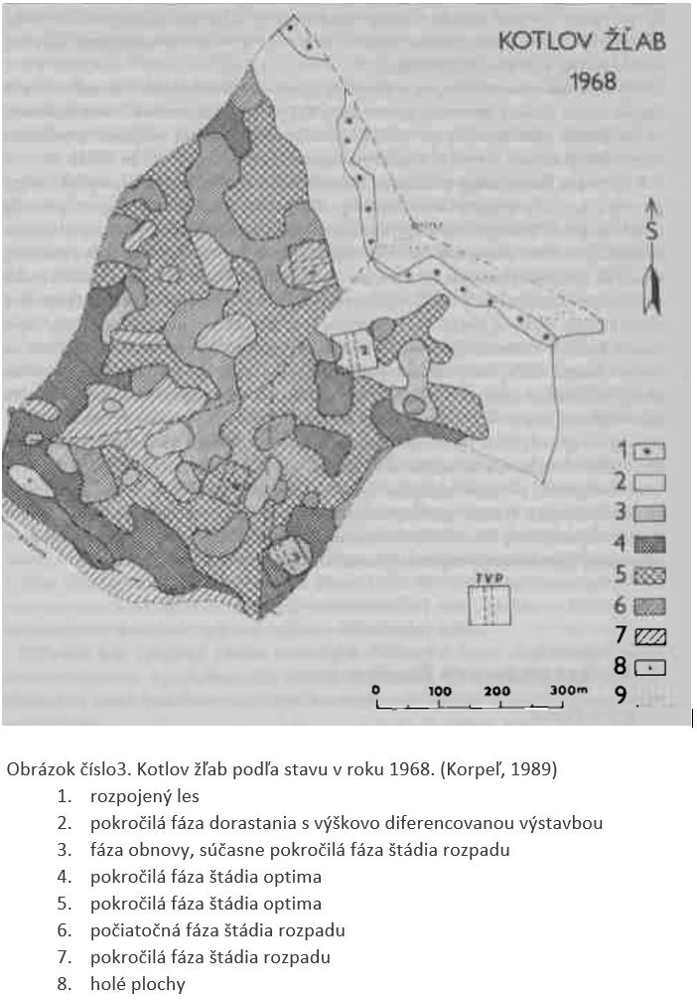 KOTLOV ŽĽAB
1968
S
1
2
3
4
5
6
7
8
9
TVP
0 100 200 300m
Obrázok číslo3. Kotlov žľab podľa stavu v roku 1968. (Korpeľ, 1989)
1. rozpojený les
2. pokročilá fáza dorastania s výškovo diferencovanou výstavbou
3. fáza obnovy, súčasne pokročilá fáza štádia rozpadu
4. pokročilá fáza štádia optima
5. pokročilá fáza štádia optima
6. počiatočná fáza štádia rozpadu
7. pokročilá fáza štádia rozpadu
8. holé plochy